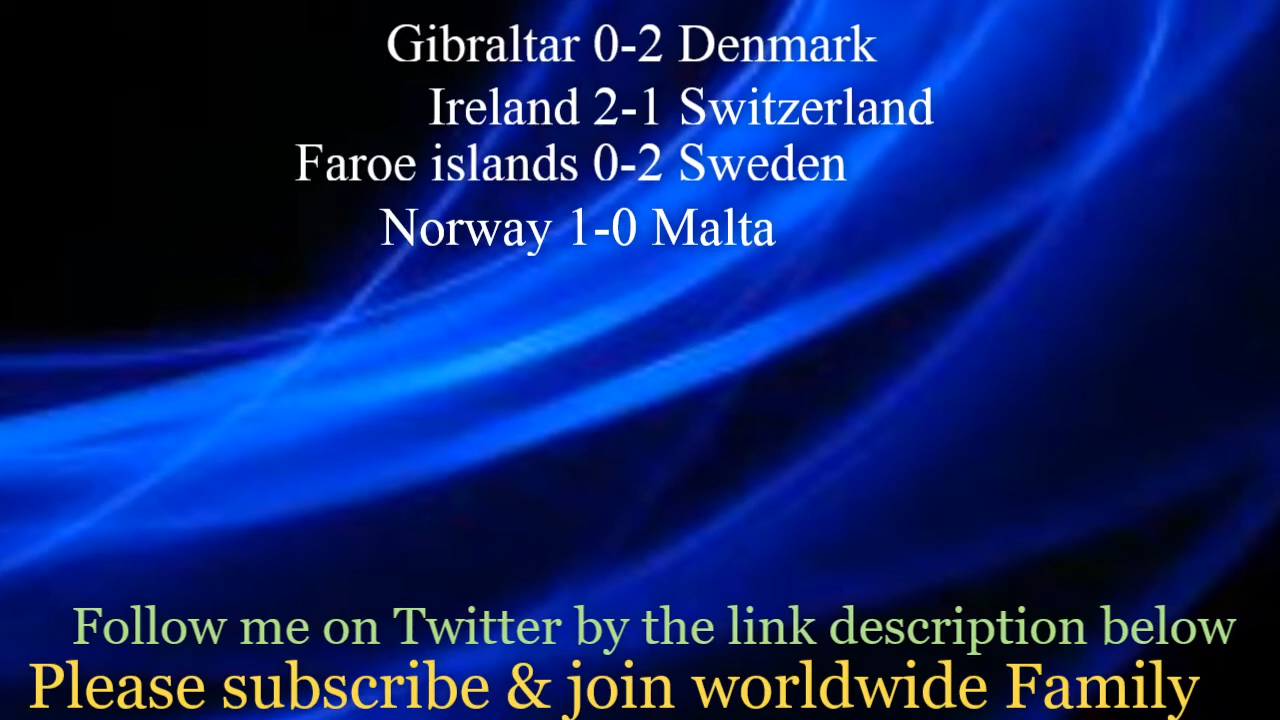 Gibraltar 0-2 Denmark
Ireland 2-1 Switzerland
Faroe islands 0-2 Sweden
Norway 1-0 Malta
Follow me on Twitter by the link description below
Please subscribe & join worldwide Family